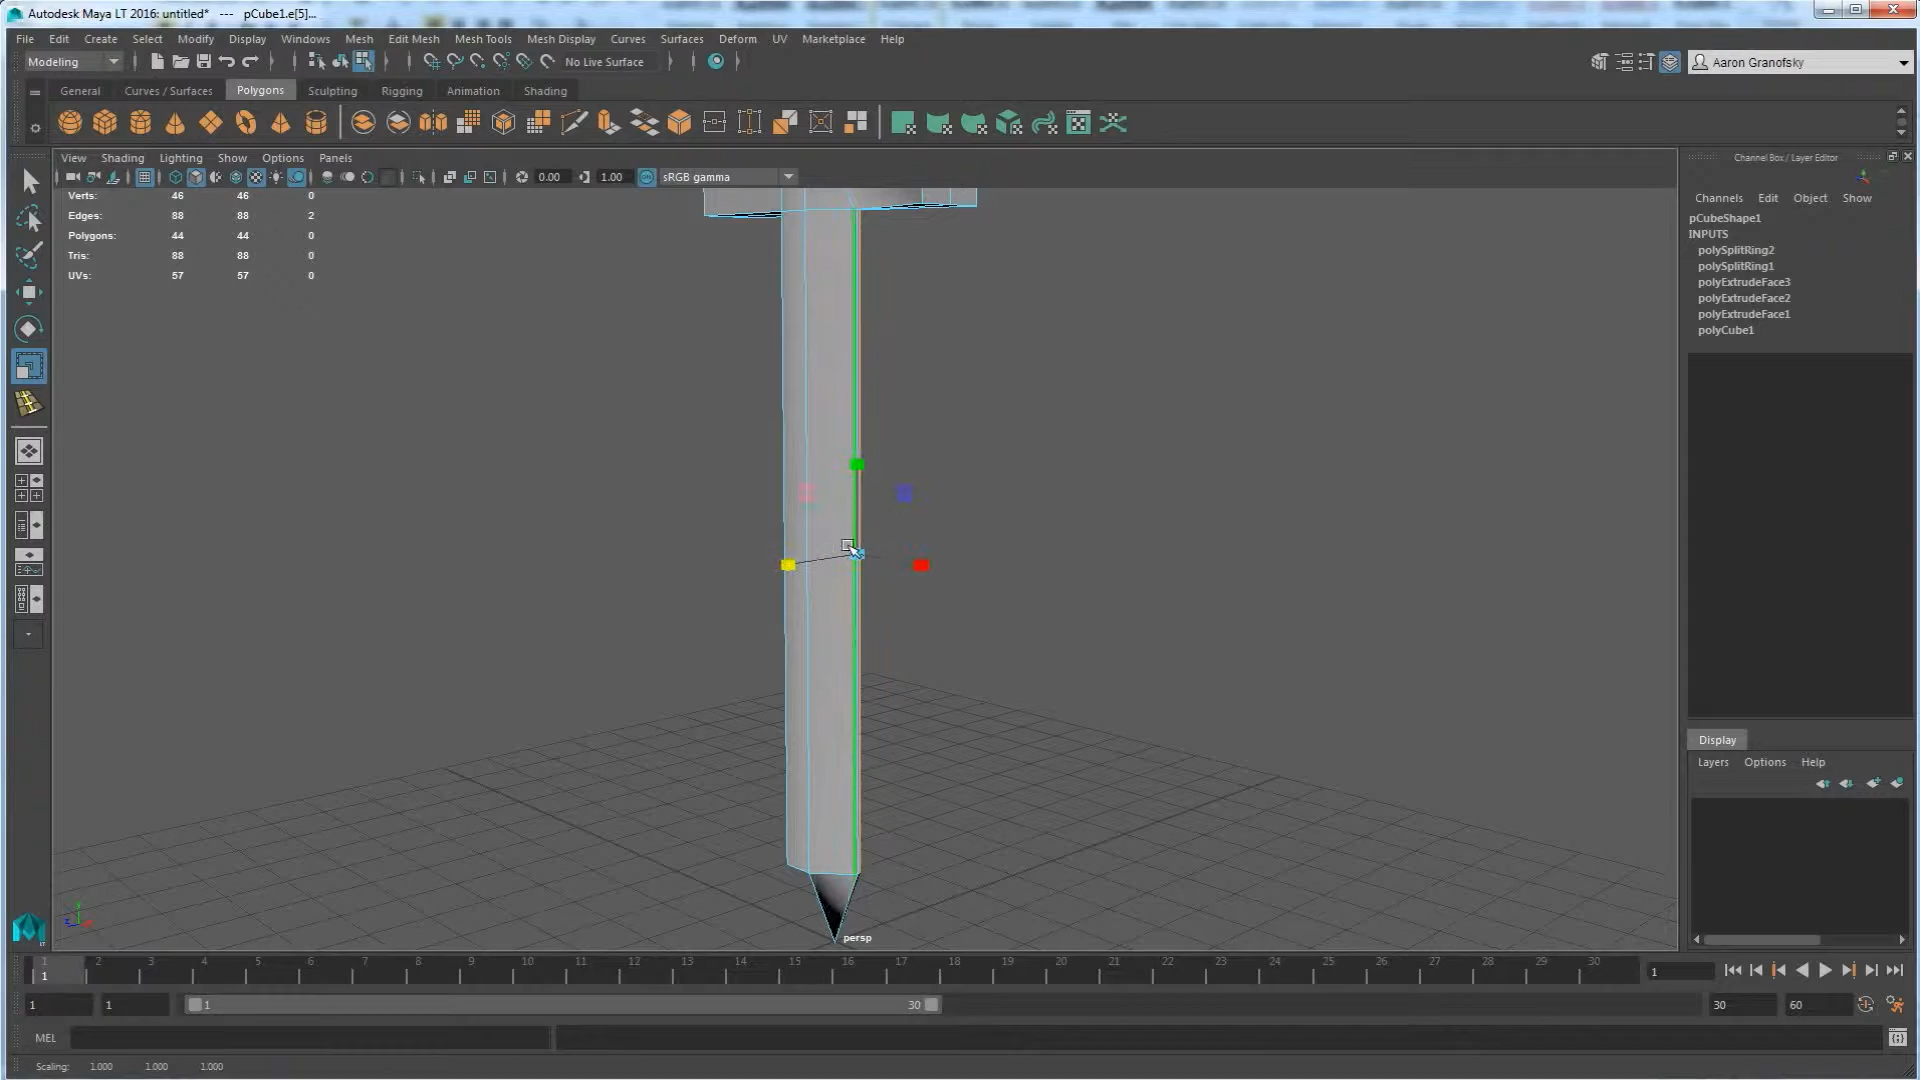 Autodesk Maya LT 2016: untitled*   ---   pCube1.e[5]...
File Edit Create Select Modify Display Windows Mesh Edit Mesh Mesh Tools Mesh Display Curves Surfaces Deform UV Marketplace Help
Modeling No Live Surface Aaron Granofsky
General Curves / Surfaces Polygons Sculpting Rigging Animation Shading
View Shading Lighting Show Options Panels
Channel Box / Layer Editor
0.00 1.00 sRGB gamma
Verts: 46 46 0
Edges: 88 88 2
Polygons: 44 44 0
Tris: 88 88 0
UVs: 57 57 0
Channels Edit Object Show
pCubeShape1
INPUTS
polySplitRing2
polySplitRing1
polyExtrudeFace3
polyExtrudeFace2
polyExtrudeFace1
polyCube1
Display
Layers Options Help
persp
1 2 3 4 5 6 7 8 9 10 11 12 13 14 15 16 17 18 19 20 21 22 23 24 25 26 27 28 29 30
1 1
1 1 1 30 30 60
MEL
Scaling: 1.000 1.000 1.000